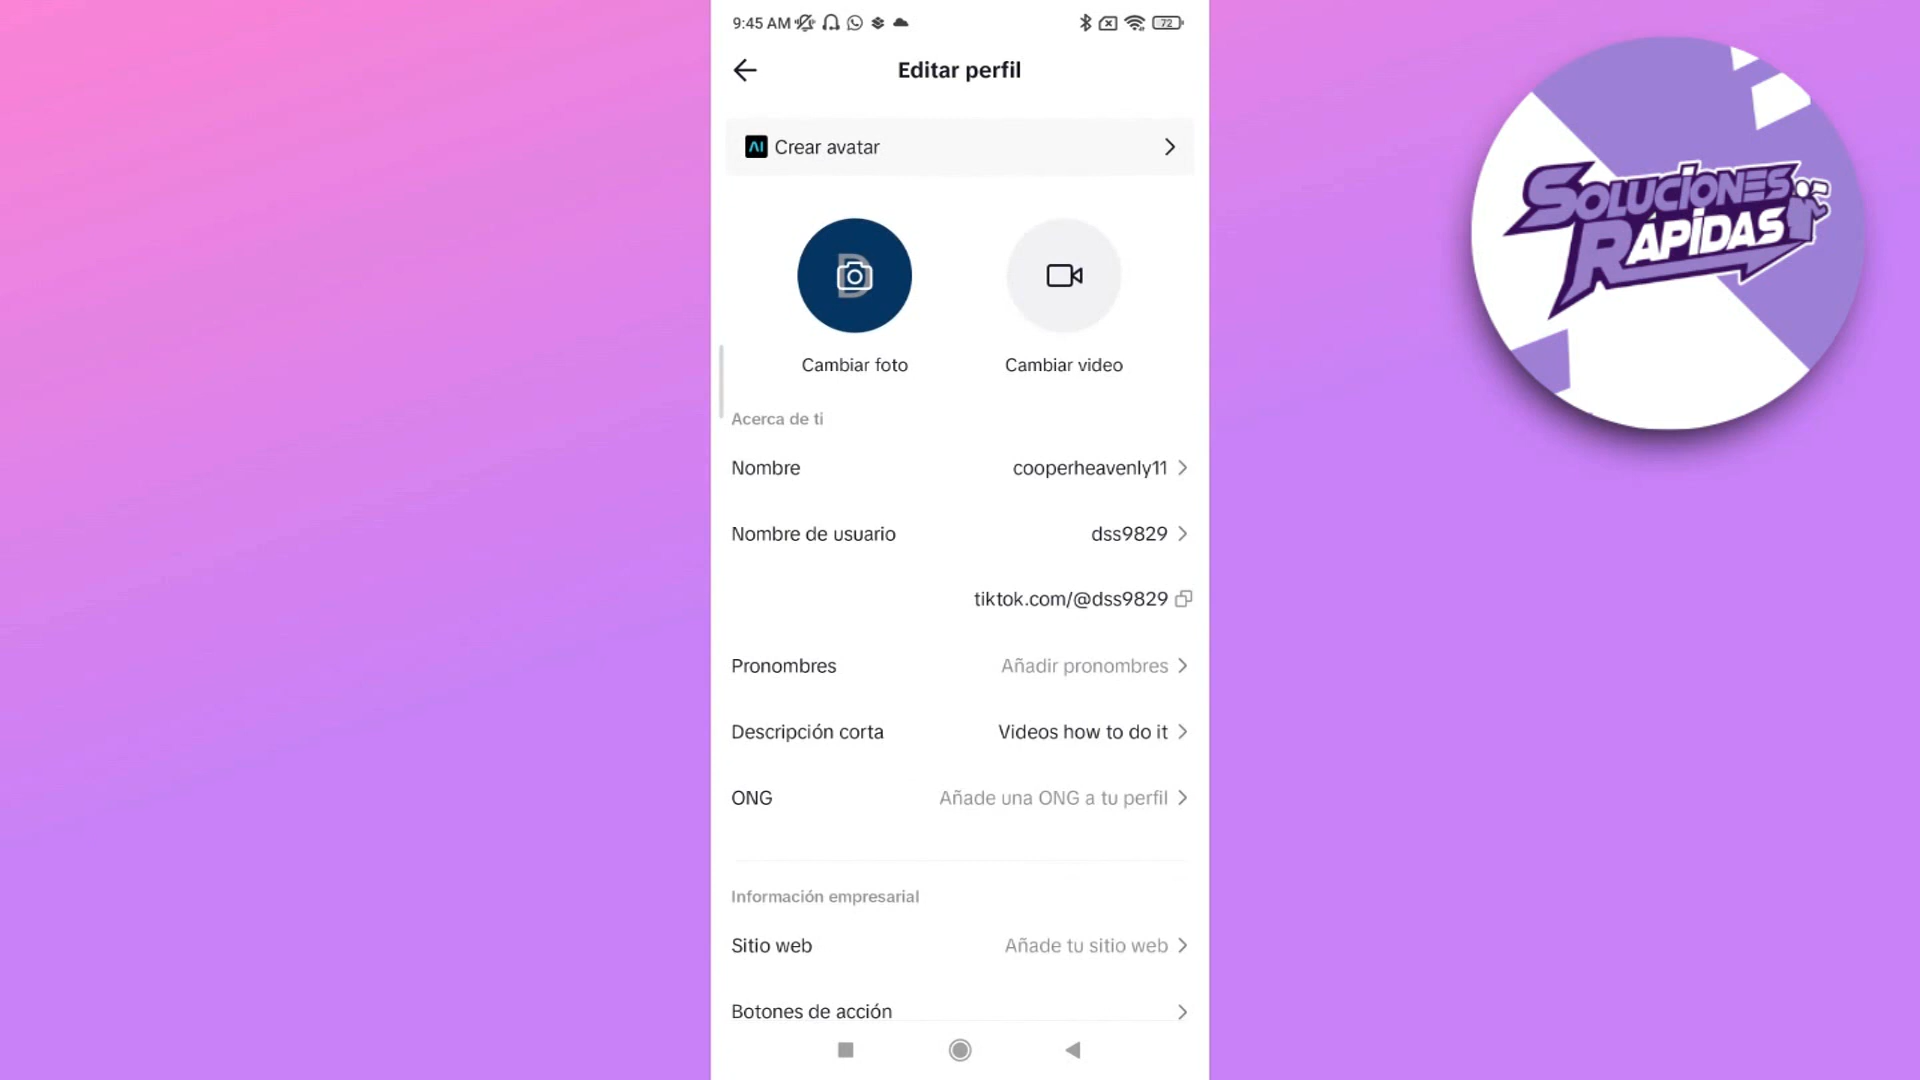 9:45 AM
72
Editar perfil
AI Crear avatar
D
Cambiar foto
Cambiar video
Acerca de ti
Nombre
cooperheavenly11
Nombre de usuario
dss9829
tiktok.com/@dss9829
Pronombres
Añadir pronombres
Descripción corta
Videos how to do it
ONG
Añade una ONG a tu perfil
Información empresarial
Sitio web
Añade tu sitio web
Botones de acción
SOLUCIONES
RÁPIDAS